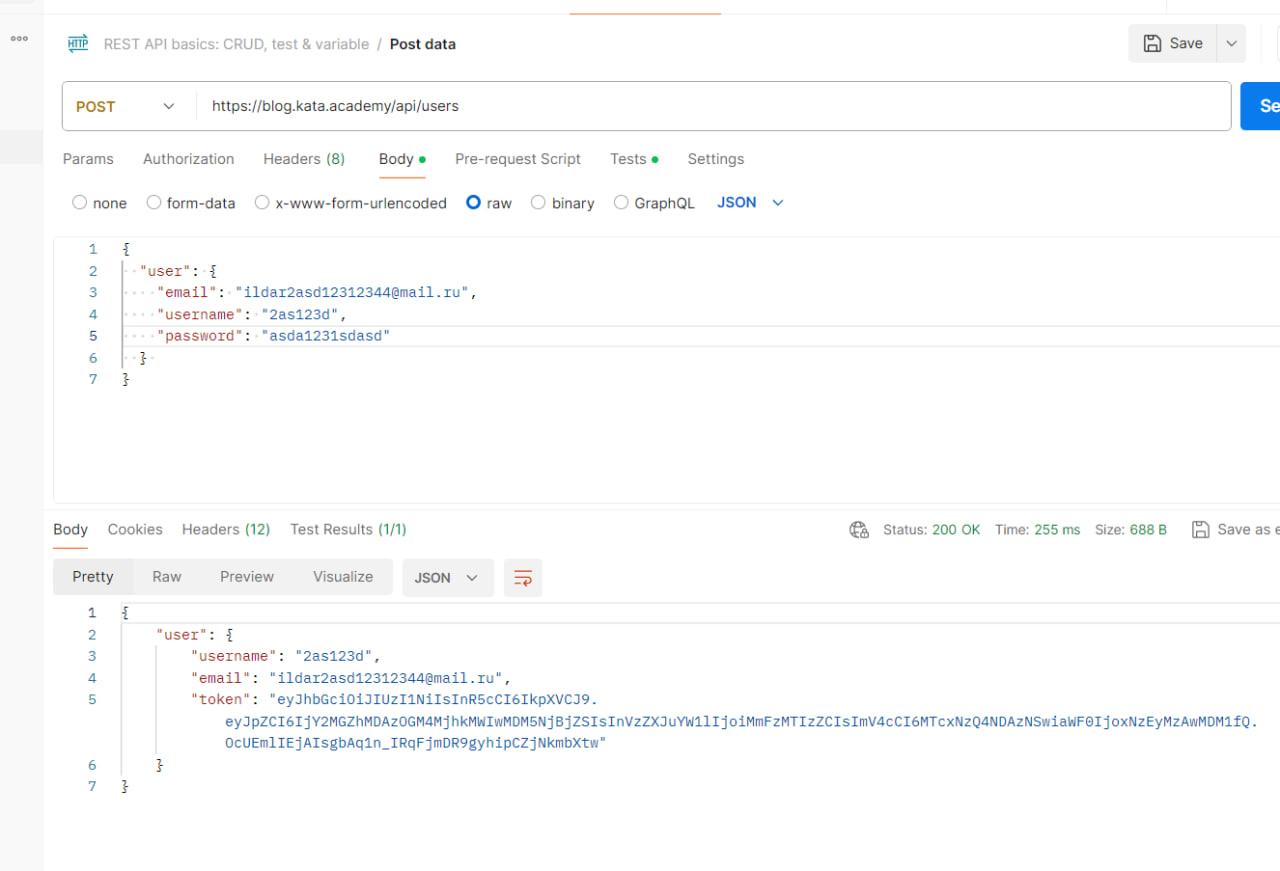 HTTP REST API basics: CRUD, test & variable / Post data
Save
POST https://blog.kata.academy/api/users
Se
Params Authorization Headers (8) Body Pre-request Script Tests Settings
none form-data x-www-form-urlencoded raw binary GraphQL JSON
1 {
2 "user": {
3 "email": "ildar2asd12312344@mail.ru",
4 "username": "2as123d",
5 "password": "asda1231sdasd"
6 }
7 }
Body Cookies Headers (12) Test Results (1/1) Status: 200 OK Time: 255 ms Size: 688 B Save as e
Pretty Raw Preview Visualize JSON
1 {
2 "user": {
3 "username": "2as123d",
4 "email": "ildar2asd12312344@mail.ru",
5 "token": "eyJhbGciOiJIUzI1NiIsInR5cCI6IkpXVCJ9.
eyJpZCI6IjY2MGZhMDAzOGM4MjhkMWIwMDM5NjBjZSIsInVzZXJuYW1lIjoiMmFzMTIzZCIsImV4cCI6MTcxNzQ4NDAzNSwiaWF0IjoxNzEyMzAwMDM1fQ.
OcUEmlIEjAIsgbAq1n_IRqFjmDR9gyhipCZjNkmbXtw"
6 }
7 }